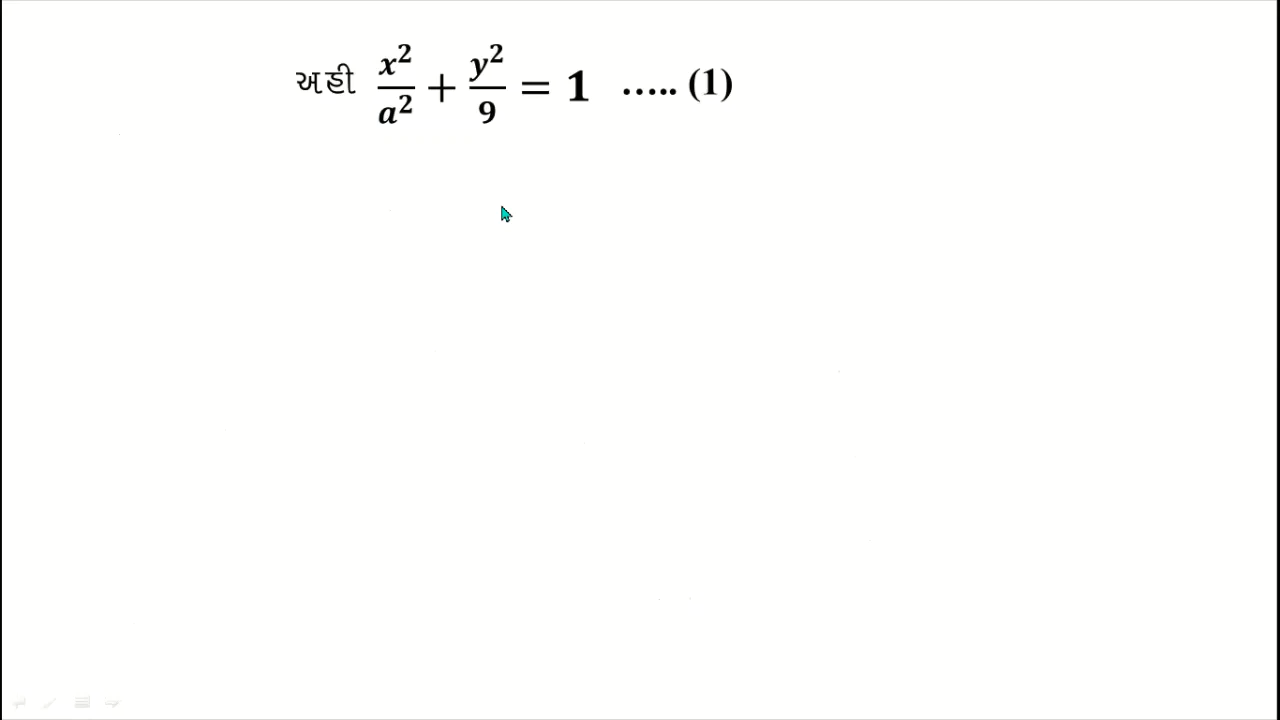 અહી x²/a² + y²/9 = 1 ..... (1)